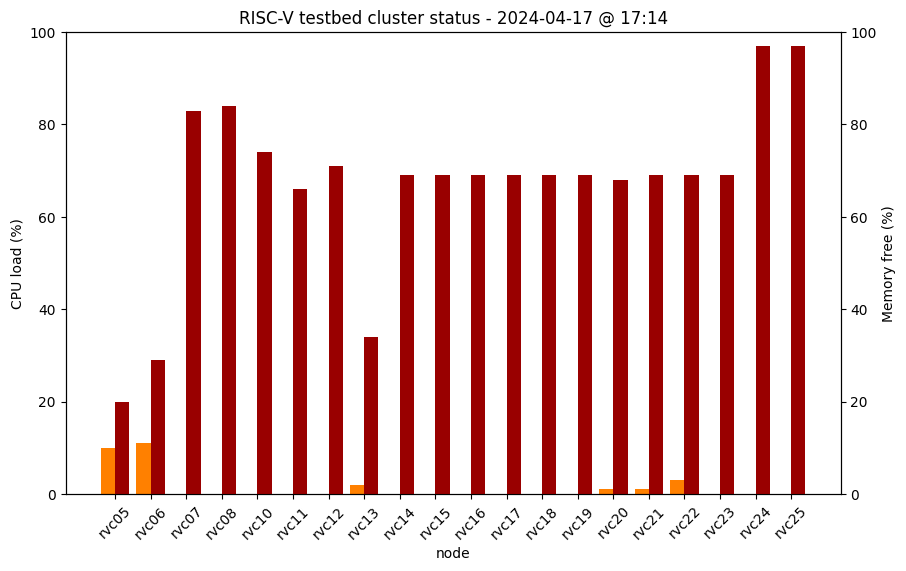 RISC-V testbed cluster status - 2024-04-17 @ 17:14
100
80
60
40
20
0
CPU load (%)
100
80
60
40
20
0
Memory free (%)
rvc05
rvc06
rvc07
rvc08
rvc10
rvc11
rvc12
rvc13
rvc14
rvc15
rvc16
rvc17
rvc18
rvc19
rvc20
rvc21
rvc22
rvc23
rvc24
rvc25
node